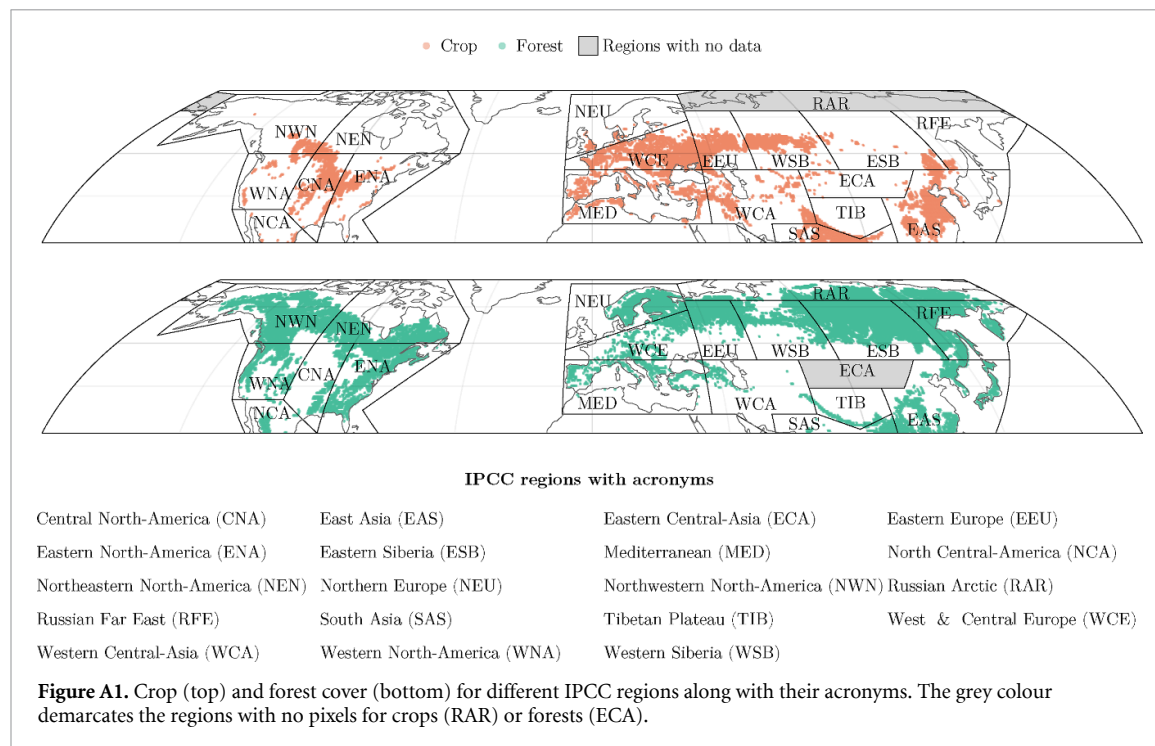 Crop Forest Regions with no data
RAR
NEU
NWN NEN RFE
WCE EEU WSB ESB
WNA CNA ENA ECA
MED WCA TIB
NCA SAS EAS
RAR
NEU
NWN NEN RFE
WCE EEU WSB ESB
WNA CNA ENA ECA
MED WCA TIB
NCA SAS EAS
IPCC regions with acronyms
Central North-America (CNA) East Asia (EAS) Eastern Central-Asia (ECA) Eastern Europe (EEU)
Eastern North-America (ENA) Eastern Siberia (ESB) Mediterranean (MED) North Central-America (NCA)
Northeastern North-America (NEN) Northern Europe (NEU) Northwestern North-America (NWN) Russian Arctic (RAR)
Russian Far East (RFE) South Asia (SAS) Tibetan Plateau (TIB) West & Central Europe (WCE)
Western Central-Asia (WCA) Western North-America (WNA) Western Siberia (WSB)
Figure A1. Crop (top) and forest cover (bottom) for different IPCC regions along with their acronyms. The grey colour
demarcates the regions with no pixels for crops (RAR) or forests (ECA).